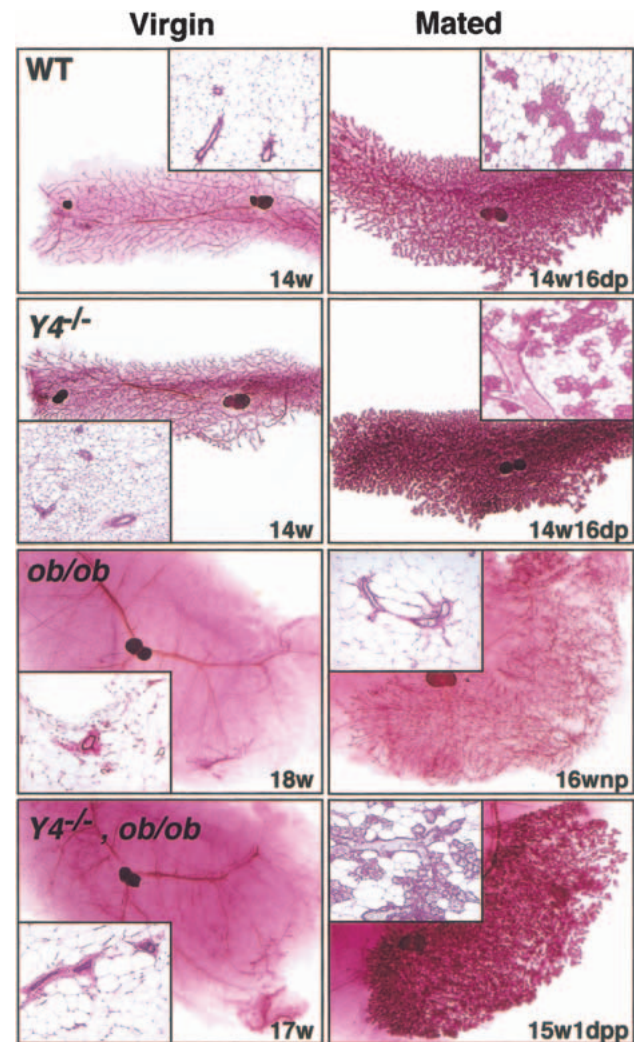 Virgin Mated
WT
14w 14w16dp
Y4-/-
14w 14w16dp
ob/ob
18w 16wnp
Y4-/-, ob/ob
17w 15w1dpp